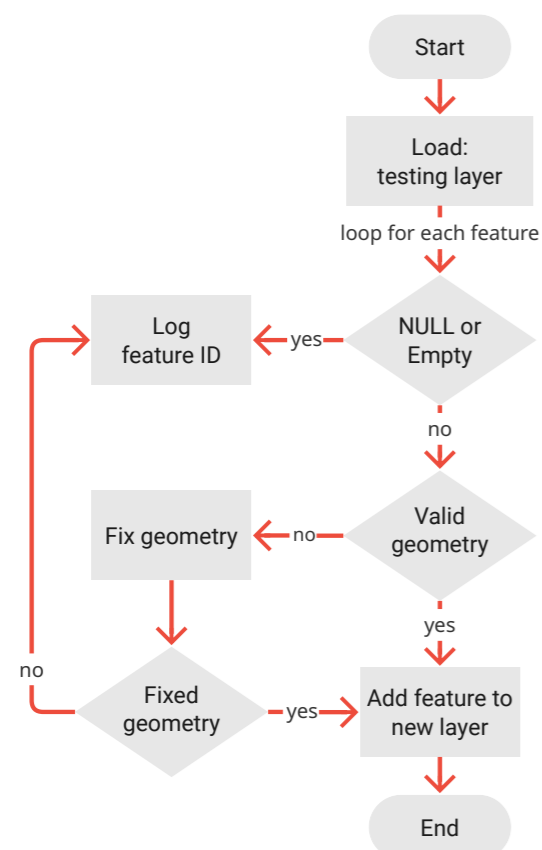 Start
Load:
testing layer
loop for each feature
NULL or
Empty
yes
Log
feature ID
no
Valid
geometry
no
Fix geometry
yes
no
Fixed
geometry
yes
Add feature to
new layer
End